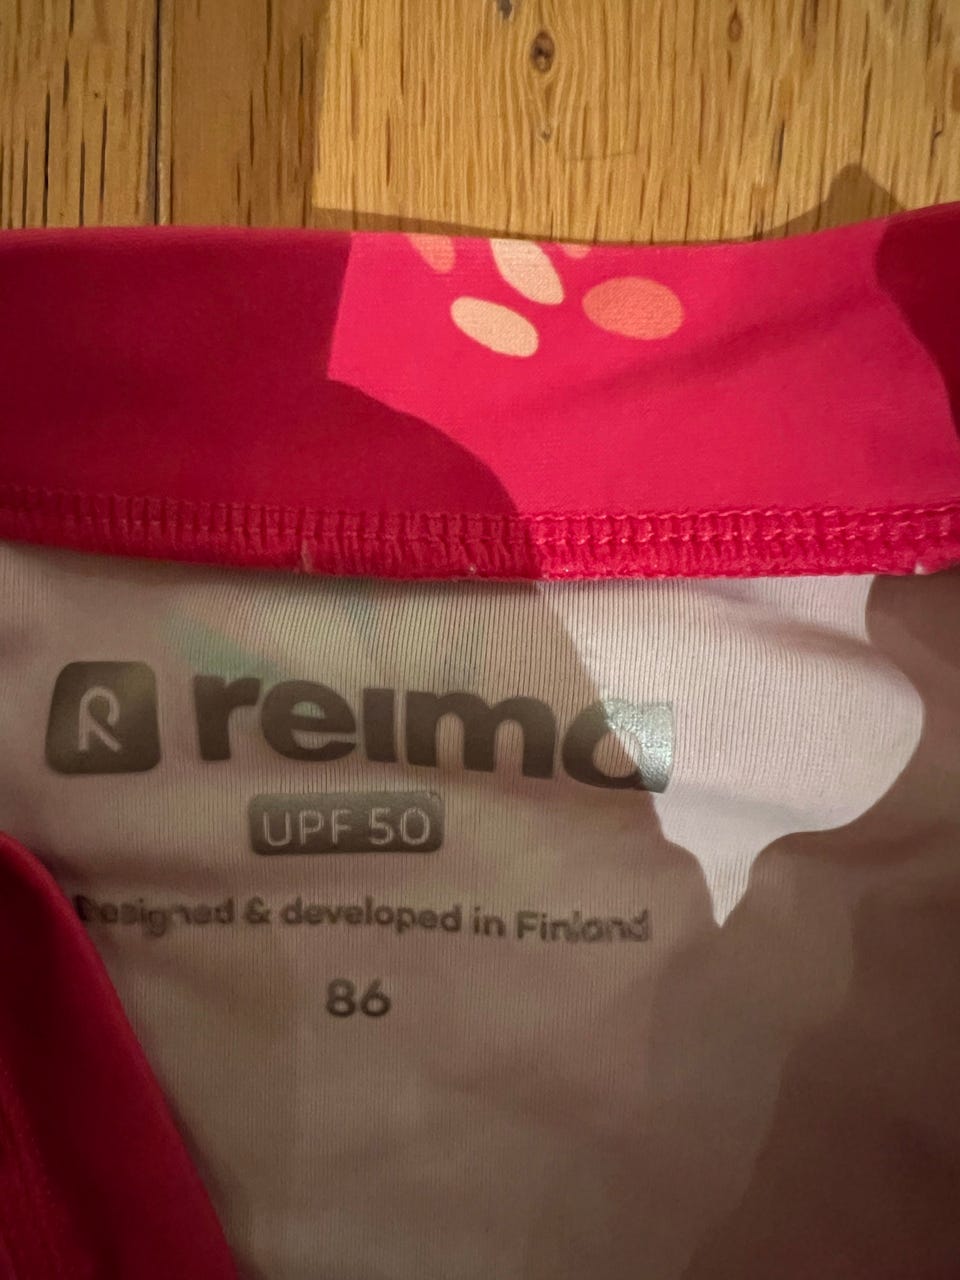 reima
UPF 50
Designed & developed in Finland
86